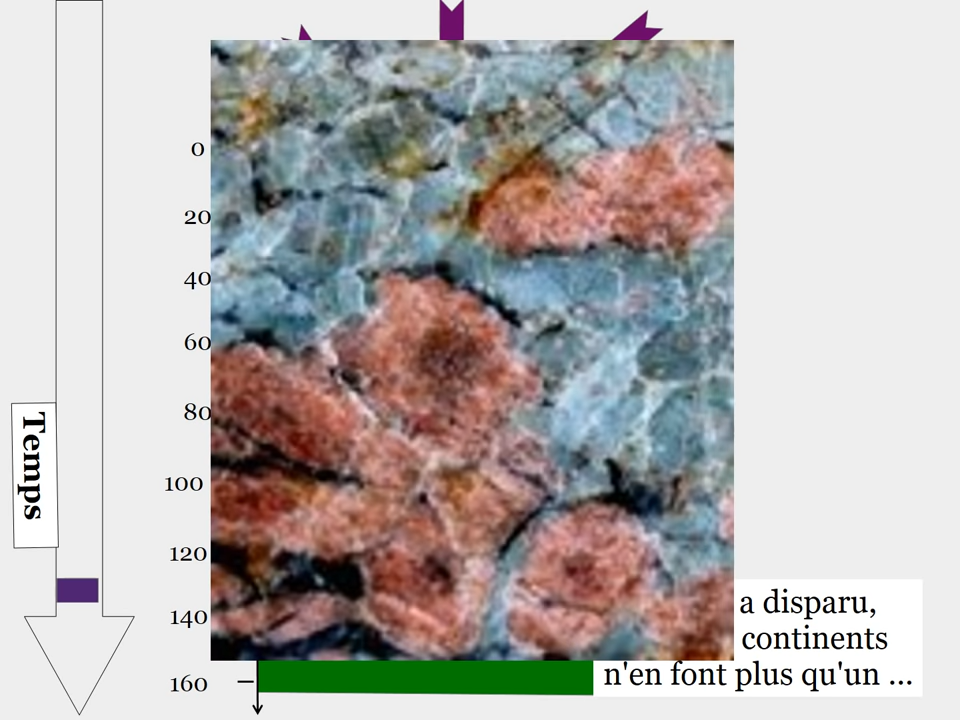 0
20
40
60
80
100
120
140
160
Temps
a disparu,
continents
n'en font plus qu'un ...